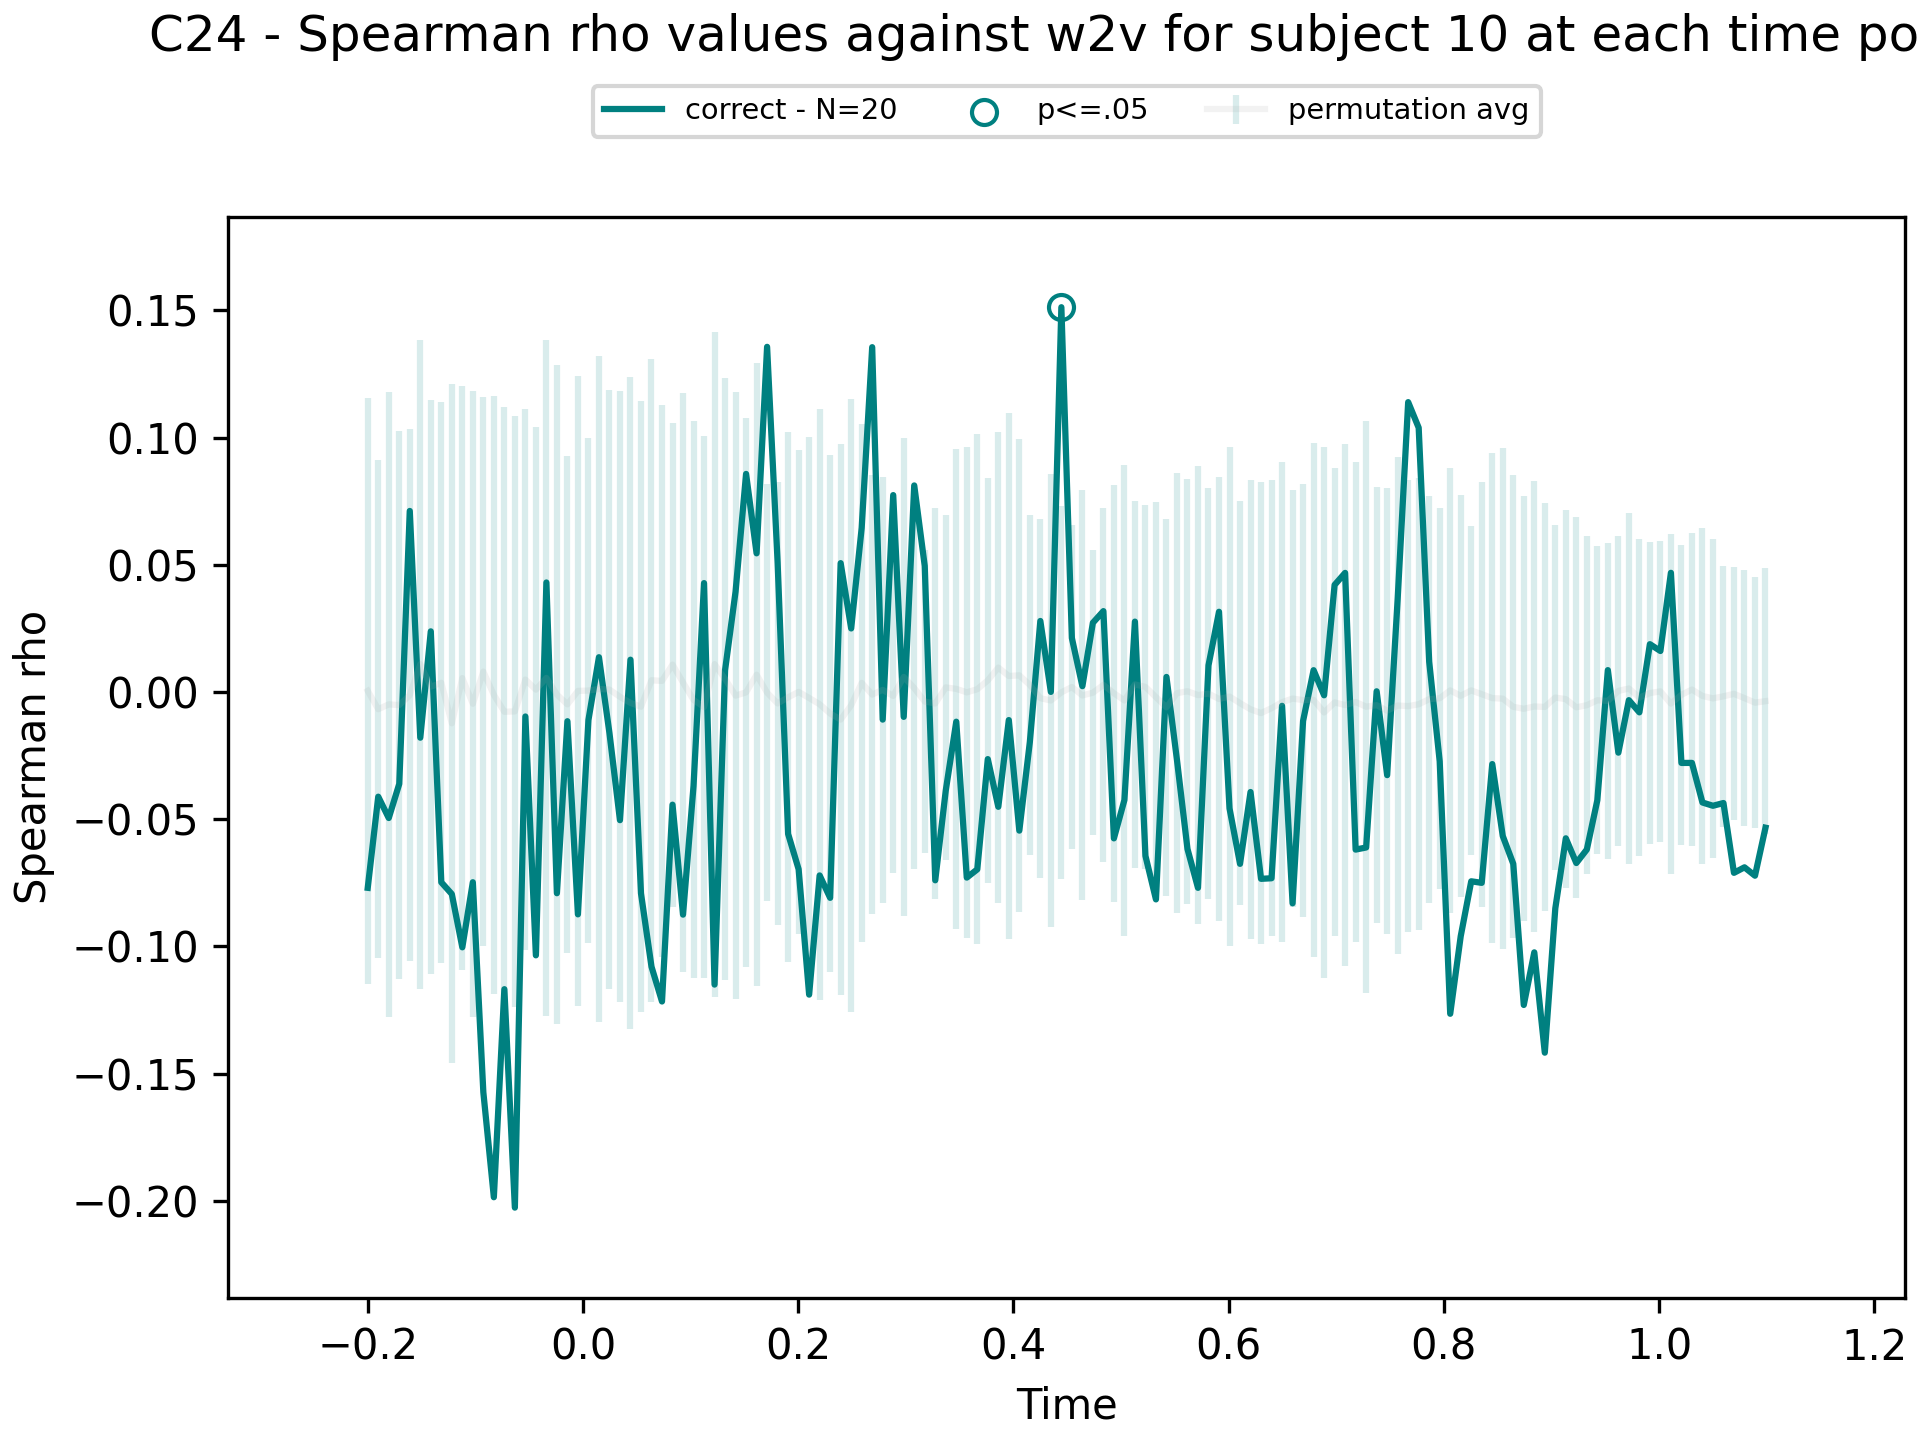 C24 - Spearman rho values against w2v for subject 10 at each time po
correct - N=20 p<=.05 permutation avg
0.15
0.10
0.05
0.00
−0.05
−0.10
−0.15
−0.20
Spearman rho
−0.2 0.0 0.2 0.4 0.6 0.8 1.0 1.2
Time